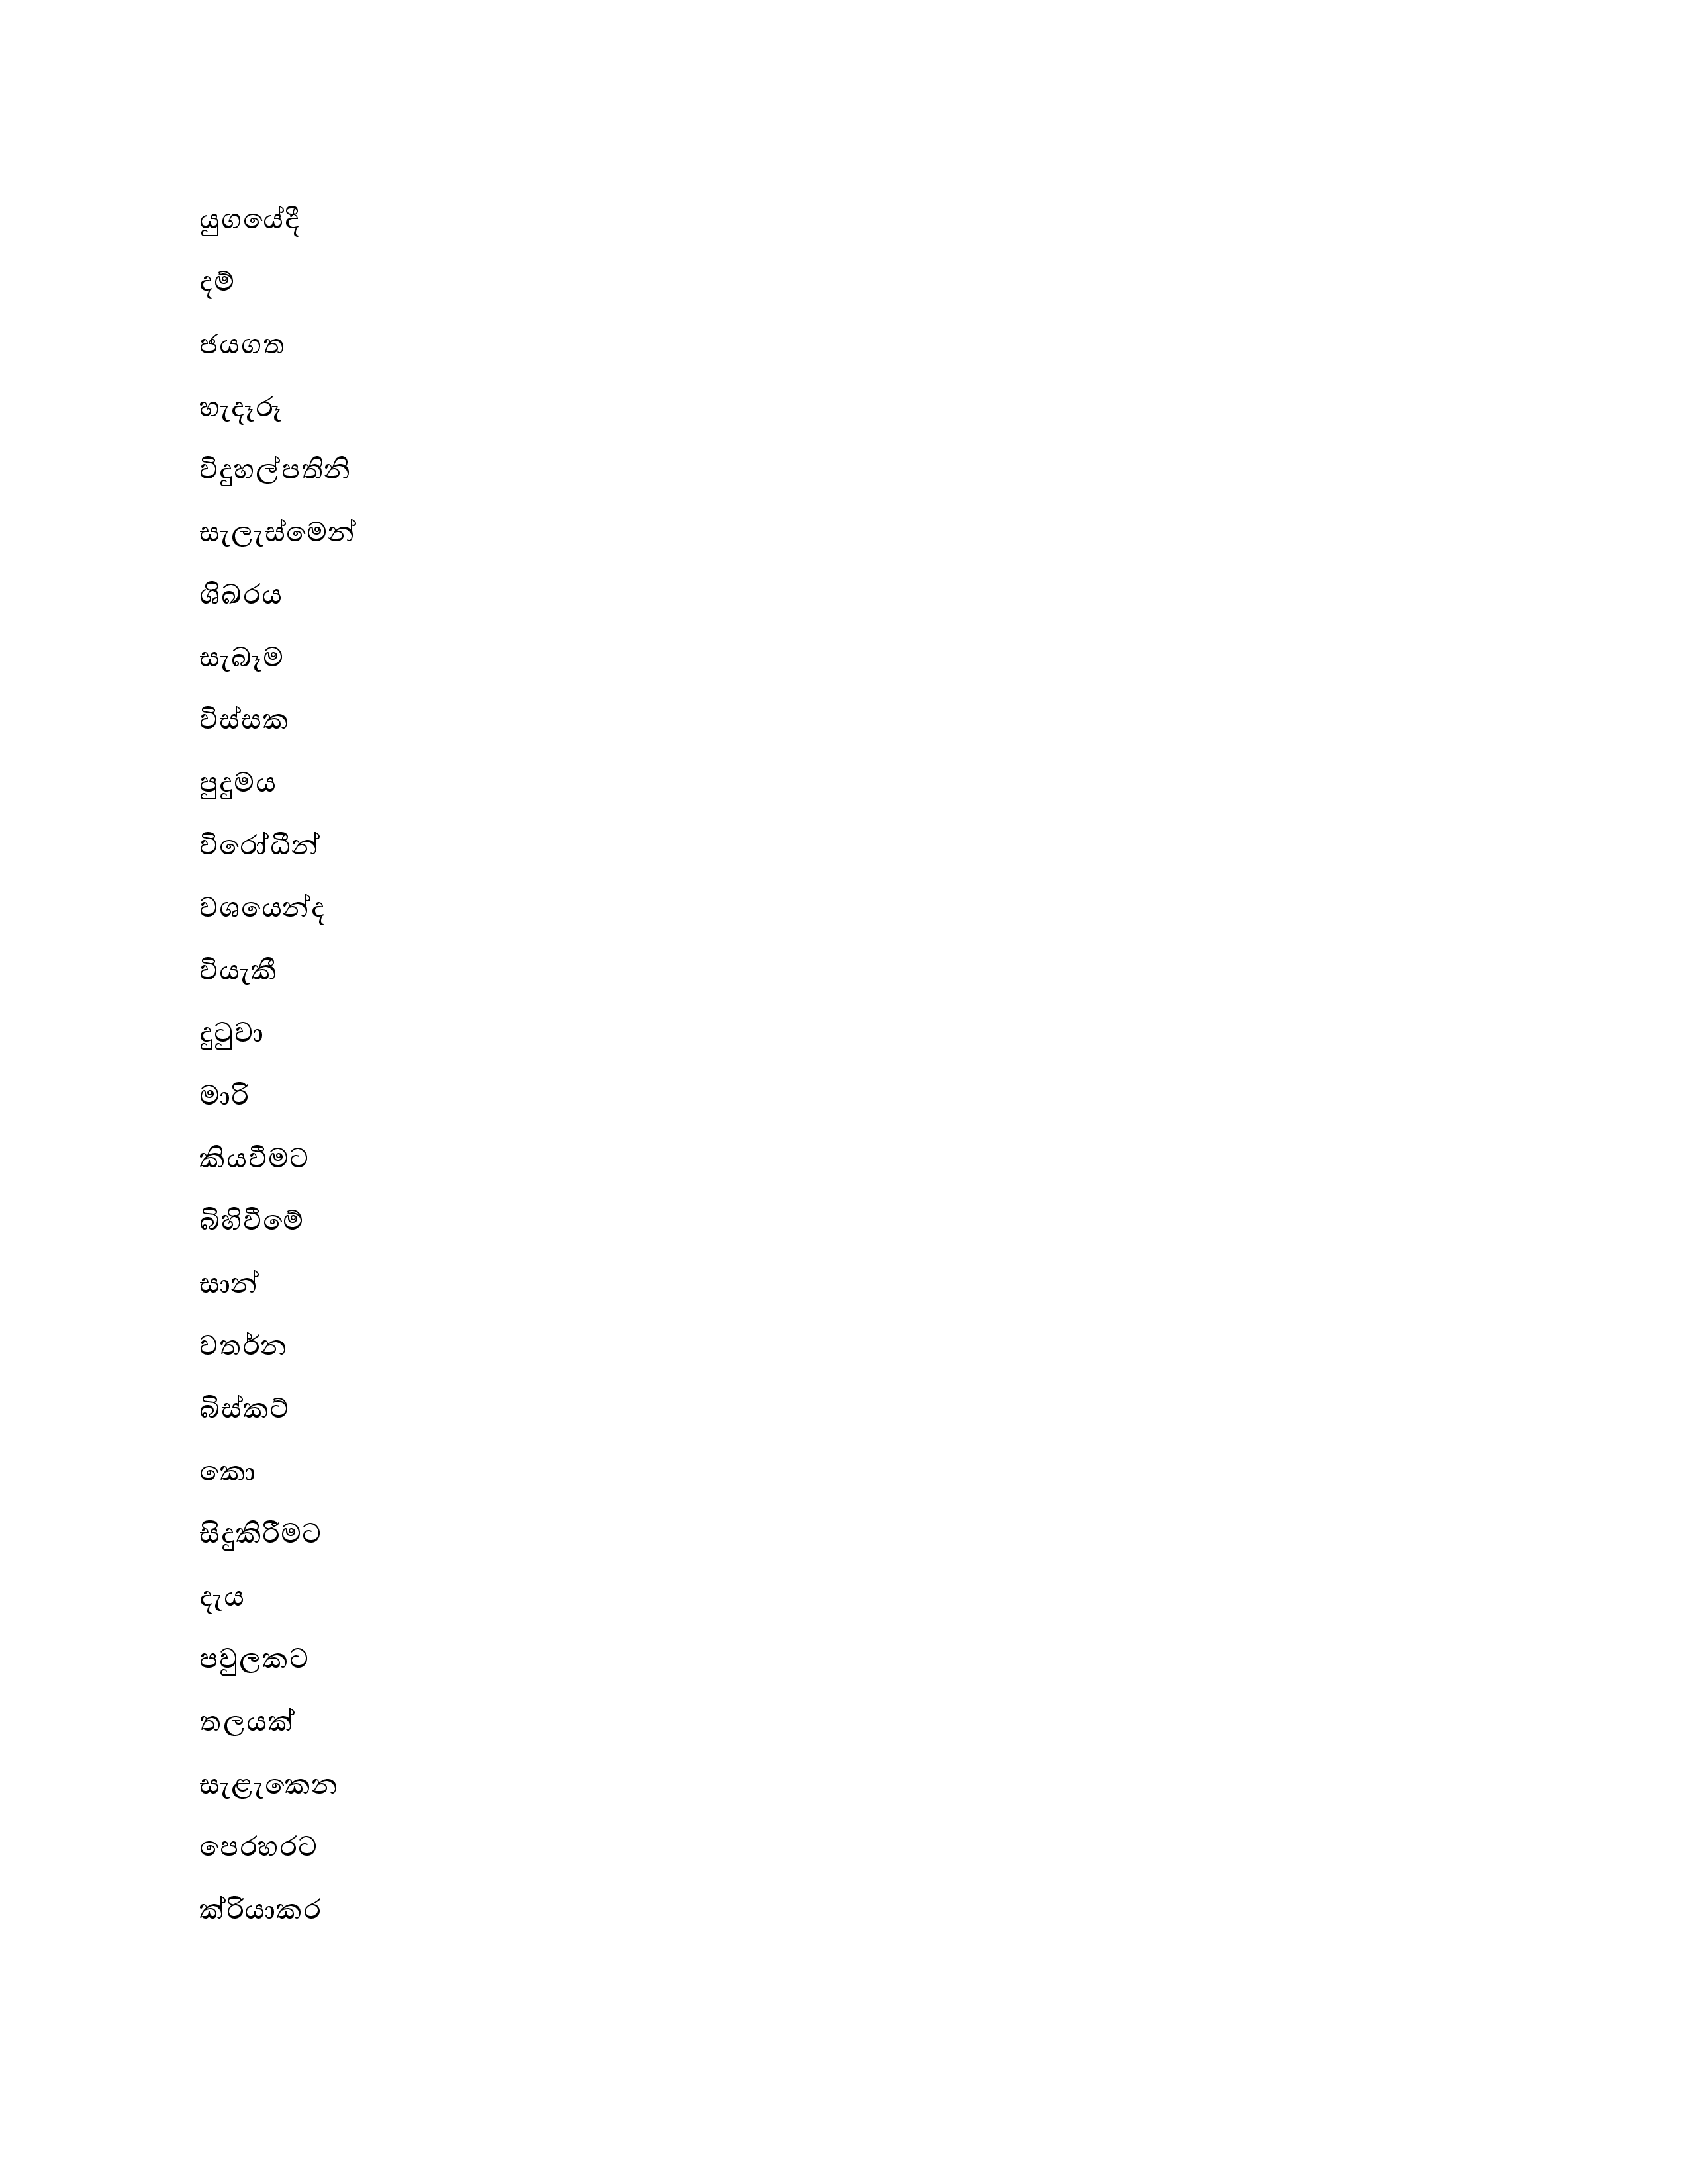 යුගයේදී
දම්
ජයගත
හැදෑරූ
විදුහල්පතිනි
සැලැස්මෙන්
ශිඛරය
සැබෑම
විස්සක
පුදුමය
විරෝධීන්
වශයෙන්ද
වියැකී
දුටුවා
මාරි
කියවීමට
බිහිවීමේ
සාන්
වතර්න
බිස්කට්
කො
සිදුකිරීමට
දැය
පවුලකට
තලයක්
සැළැකෙන
පෙරහරට
ක්රියාකර